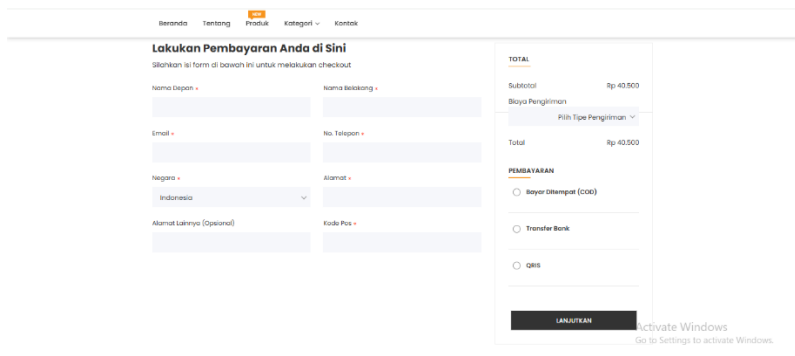 NEW
Beranda Tentang Produk Kategori Kontak
Lakukan Pembayaran Anda di Sini
Silahkan isi form di bawah ini untuk melakukan checkout
Nama Depan *
Nama Belakang *
Email *
No. Telepon *
Negara *
Alamat *
Indonesia
Alamat Lainnya (Opsional)
Kode Pos *
TOTAL
Subtotal Rp 40,500
Biaya Pengiriman
Pilih Tipe Pengiriman
Total Rp 40,500
PEMBAYARAN
Bayar Ditempat (COD)
Transfer Bank
QRIS
LANJUTKAN
Activate Windows
Go to Settings to activate Windows.